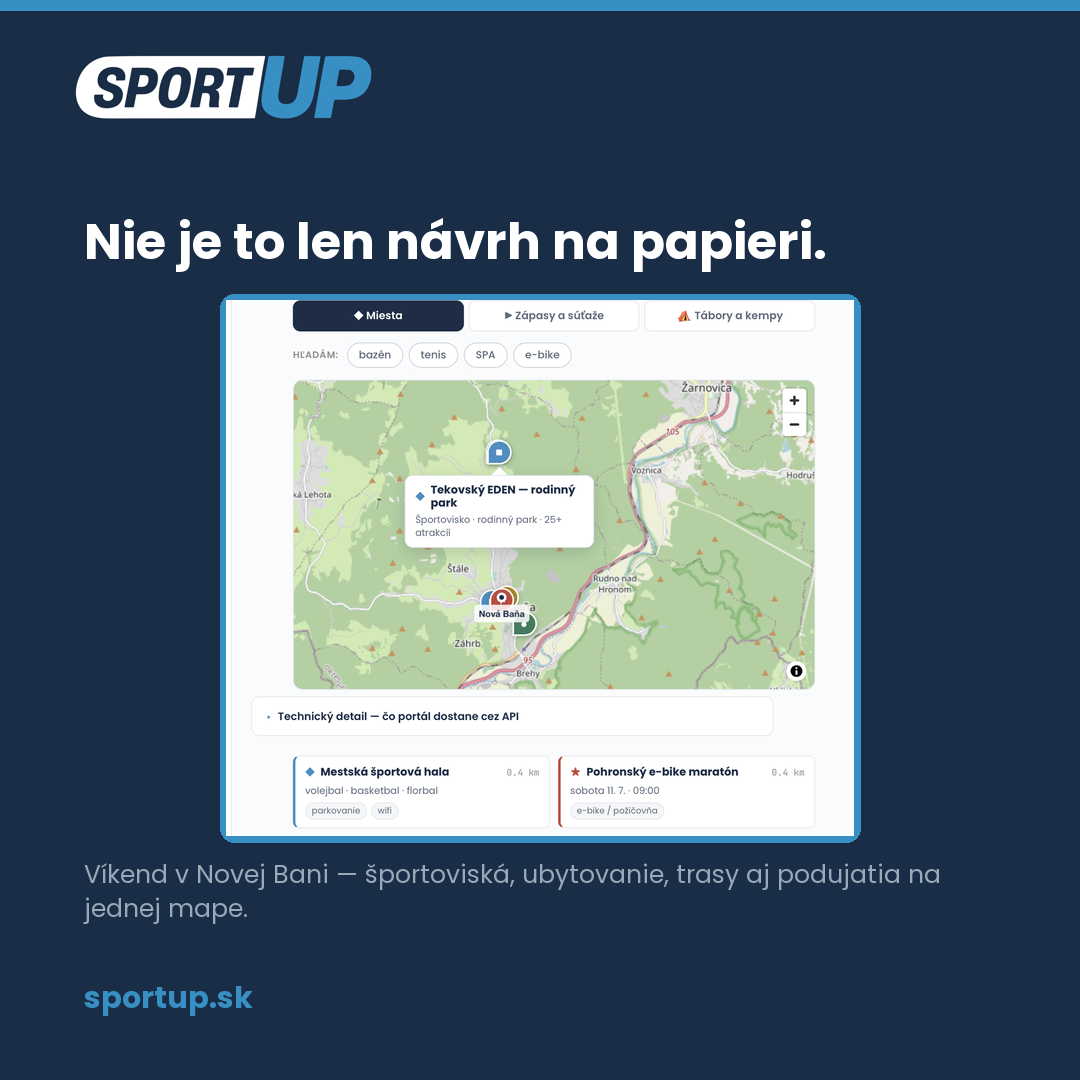 SPORTUP
Nie je to len návrh na papieri.
◆ Miesta
▶ Zápasy a súťaže
Tábory a kempy
HĽADÁM:
bazén
tenis
SPA
e-bike
Žarnovica
105
Voznica
ká Lehota
Tekovský EDEN — rodinný
park
Športovisko · rodinný park · 25+
atrakcií
Štále
Rudno nad
Hronom
Nová Baňa
Záhrb
95
Brehy
Technický detail — čo portál dostane cez API
◆ Mestská športová hala
0.4 km
volejbal · basketbal · florbal
parkovanie
wifi
★ Pohronský e-bike maratón
0.4 km
sobota 11. 7. · 09:00
e-bike / požičovňa
Víkend v Novej Bani — športoviská, ubytovanie, trasy aj podujatia na
jednej mape.
sportup.sk